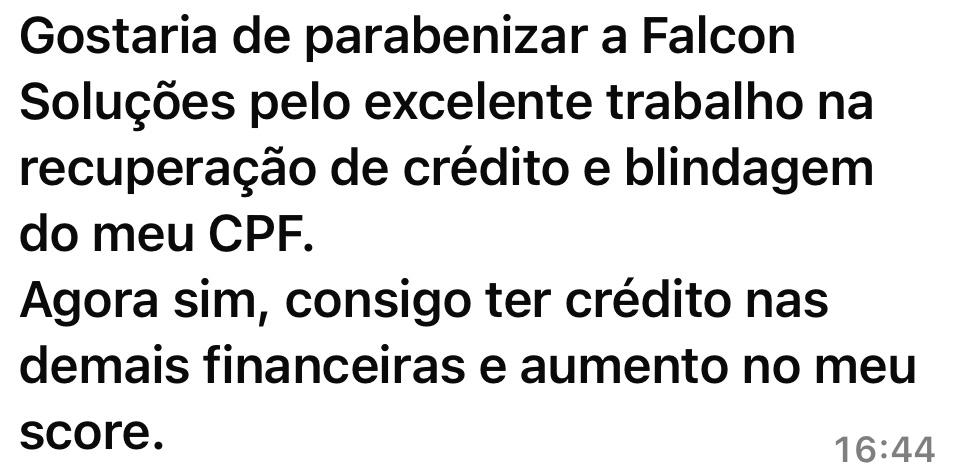 Gostaria de parabenizar a Falcon
Soluções pelo excelente trabalho na
recuperação de crédito e blindagem
do meu CPF.
Agora sim, consigo ter crédito nas
demais financeiras e aumento no meu
score.
16:44